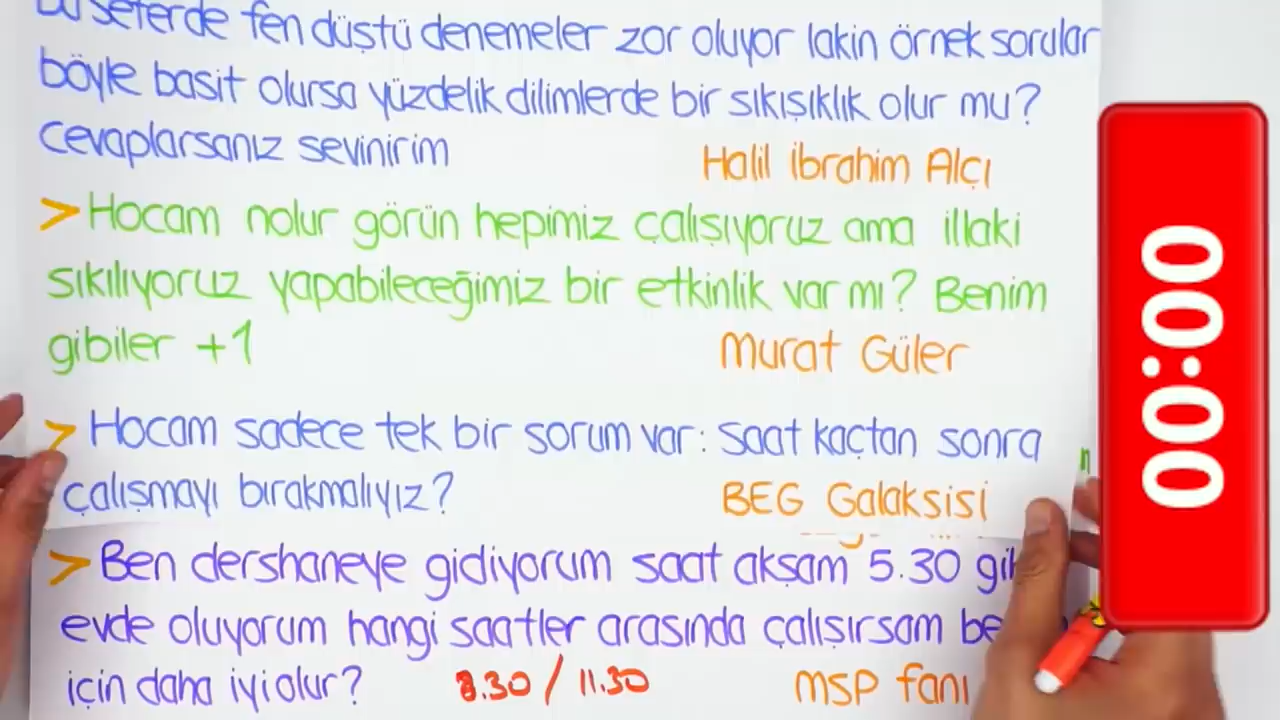 Bu seferde fen düştü denemeler zor oluyor lakin örnek sorular
böyle basit olursa yüzdelik dilimlerde bir sıkışıklık olur mu?
Cevaplarsanız sevinirim
Halil İbrahim Alçı
> Hocam nolur görün hepimiz çalışıyoruz ama illaki
sıkılıyoruz yapabileceğimiz bir etkinlik var mı? Benim
gibiler +1
Murat Güler
> Hocam sadece tek bir sorum var: saat kaçtan sonra
çalışmayı bırakmalıyız?
BEG Galaksisi
> Ben dershaneye gidiyorum saat akşam 5.30
evde oluyorum hangi saatler arasında çalışırsam
için daha iyi olur?
8.30 / 11.30
MSP fanı
00:00